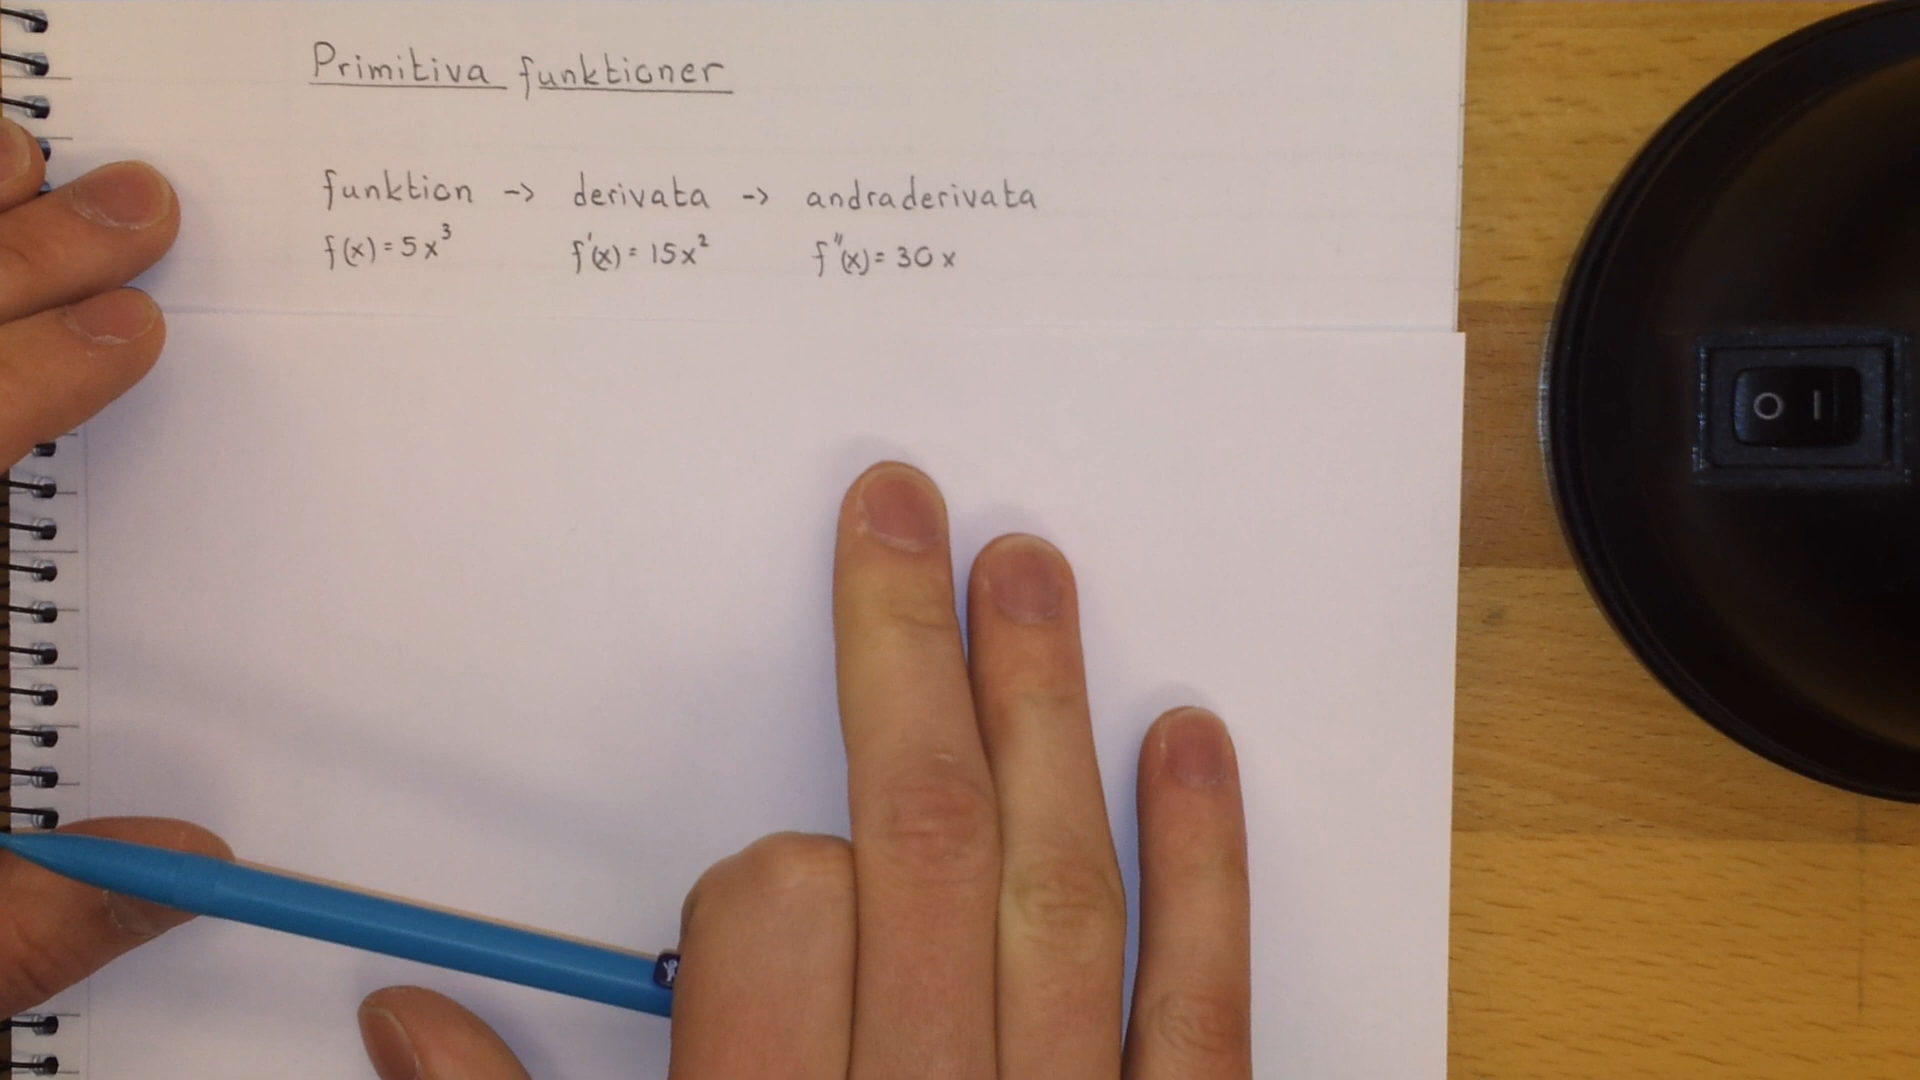 Primitiva funktioner
funktion -> derivata -> andraderivata
f(x) = 5x³ f'(x) = 15x² f"(x) = 30x
O I